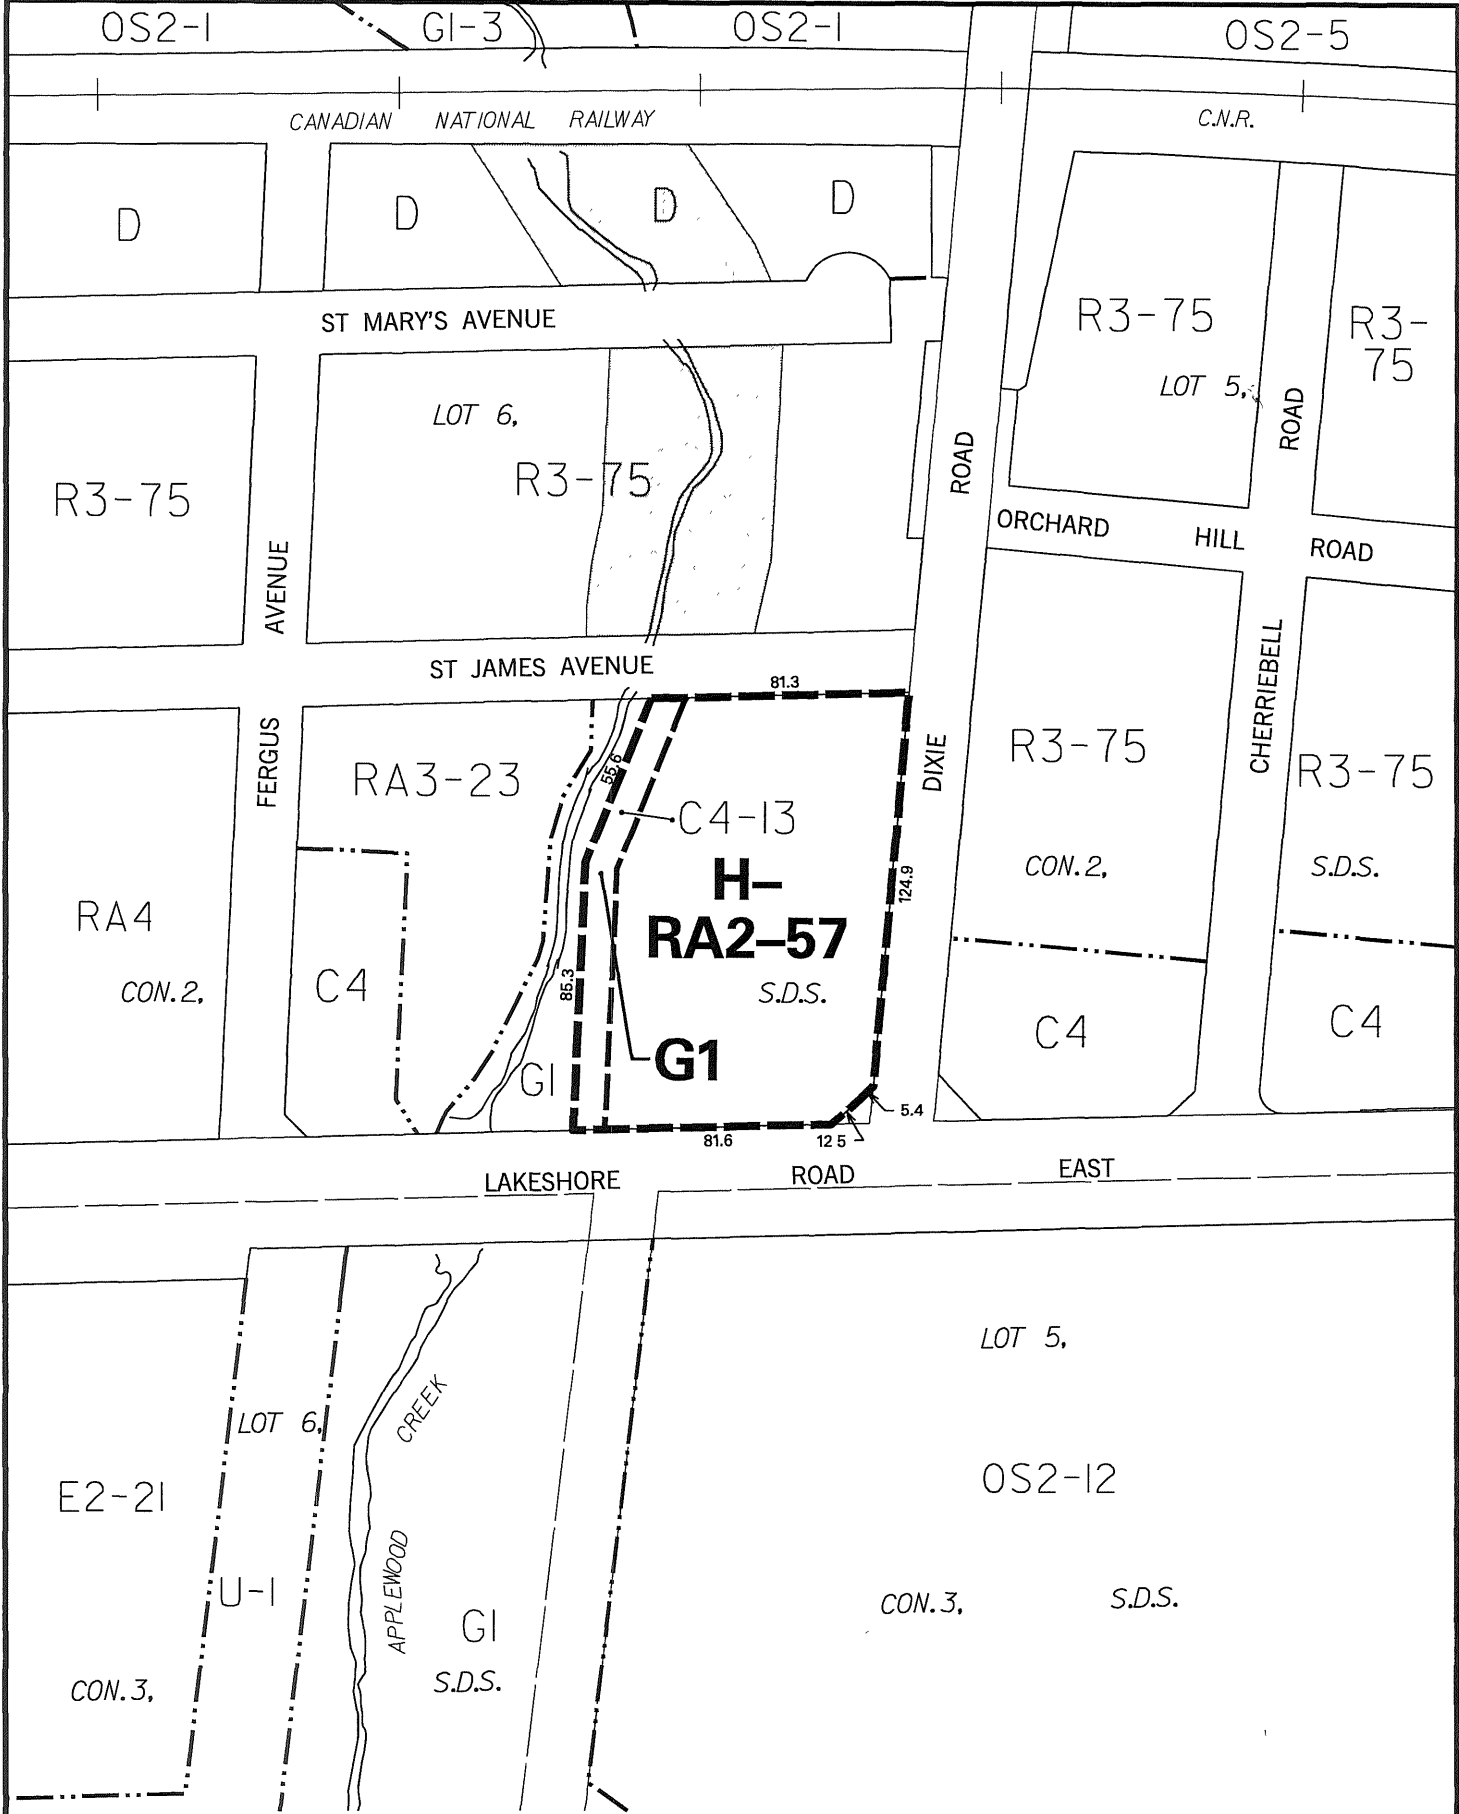 OS2-1
G1-3
OS2-1
OS2-5
CANADIAN NATIONAL RAILWAY
C.N.R.
D
D
D
D
ST MARY'S AVENUE
R3-75
R3-
75
LOT 5,
ROAD
LOT 6,
R3-75
R3-75
ROAD
ORCHARD HILL ROAD
AVENUE
ST JAMES AVENUE
81.3
CHERRIEBELL
FERGUS
RA3-23
55.6
DIXIE
R3-75
R3-75
C4-13
H-
RA2-57
124.9
CON.2,
S.D.S.
RA4
CON.2,
C4
85.3
S.D.S.
C4
C4
G1
G1
5.4
81.6
12 5
LAKESHORE ROAD EAST
LOT 5,
CREEK
LOT 6,
E2-21
OS2-12
APPLEWOOD
U-1
G1
CON.3,
S.D.S.
CON.3,
S.D.S.